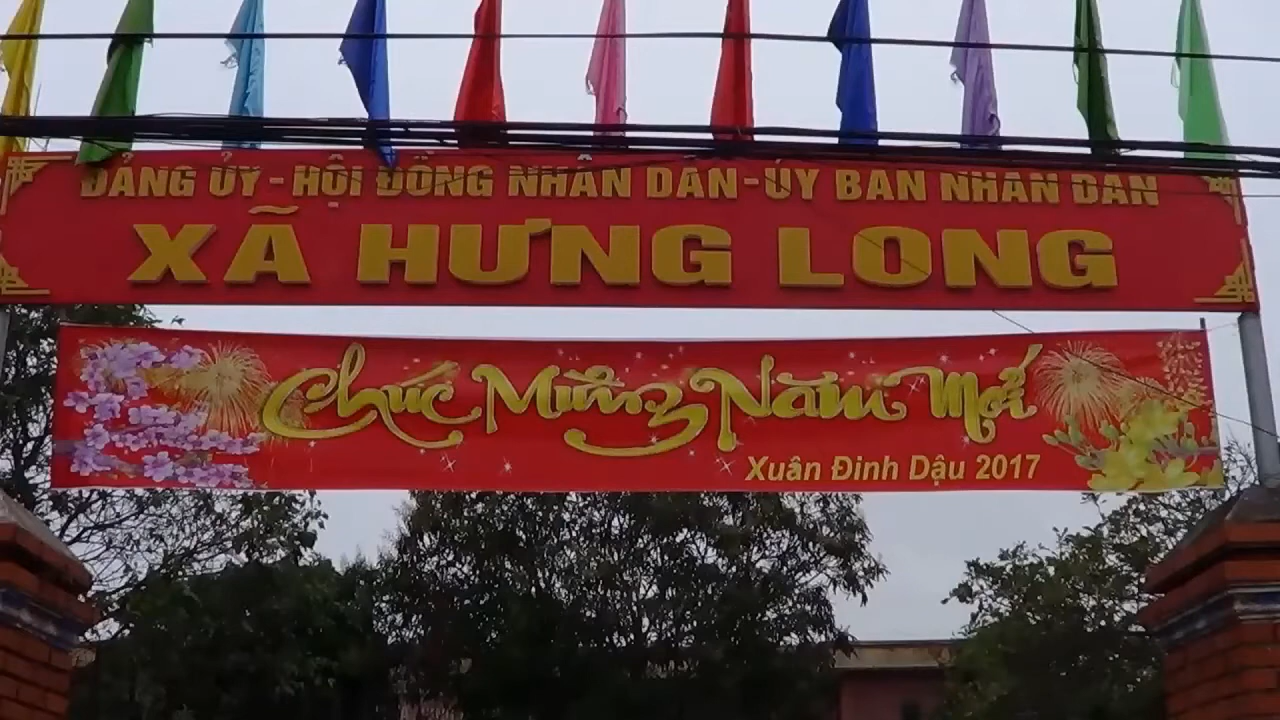 ĐẢNG ỦY - HỘI ĐỒNG NHÂN DÂN - ỦY BAN NHÂN DÂN
XÃ HƯNG LONG
Chúc Mừng Năm Mới
Xuân Đinh Dậu 2017